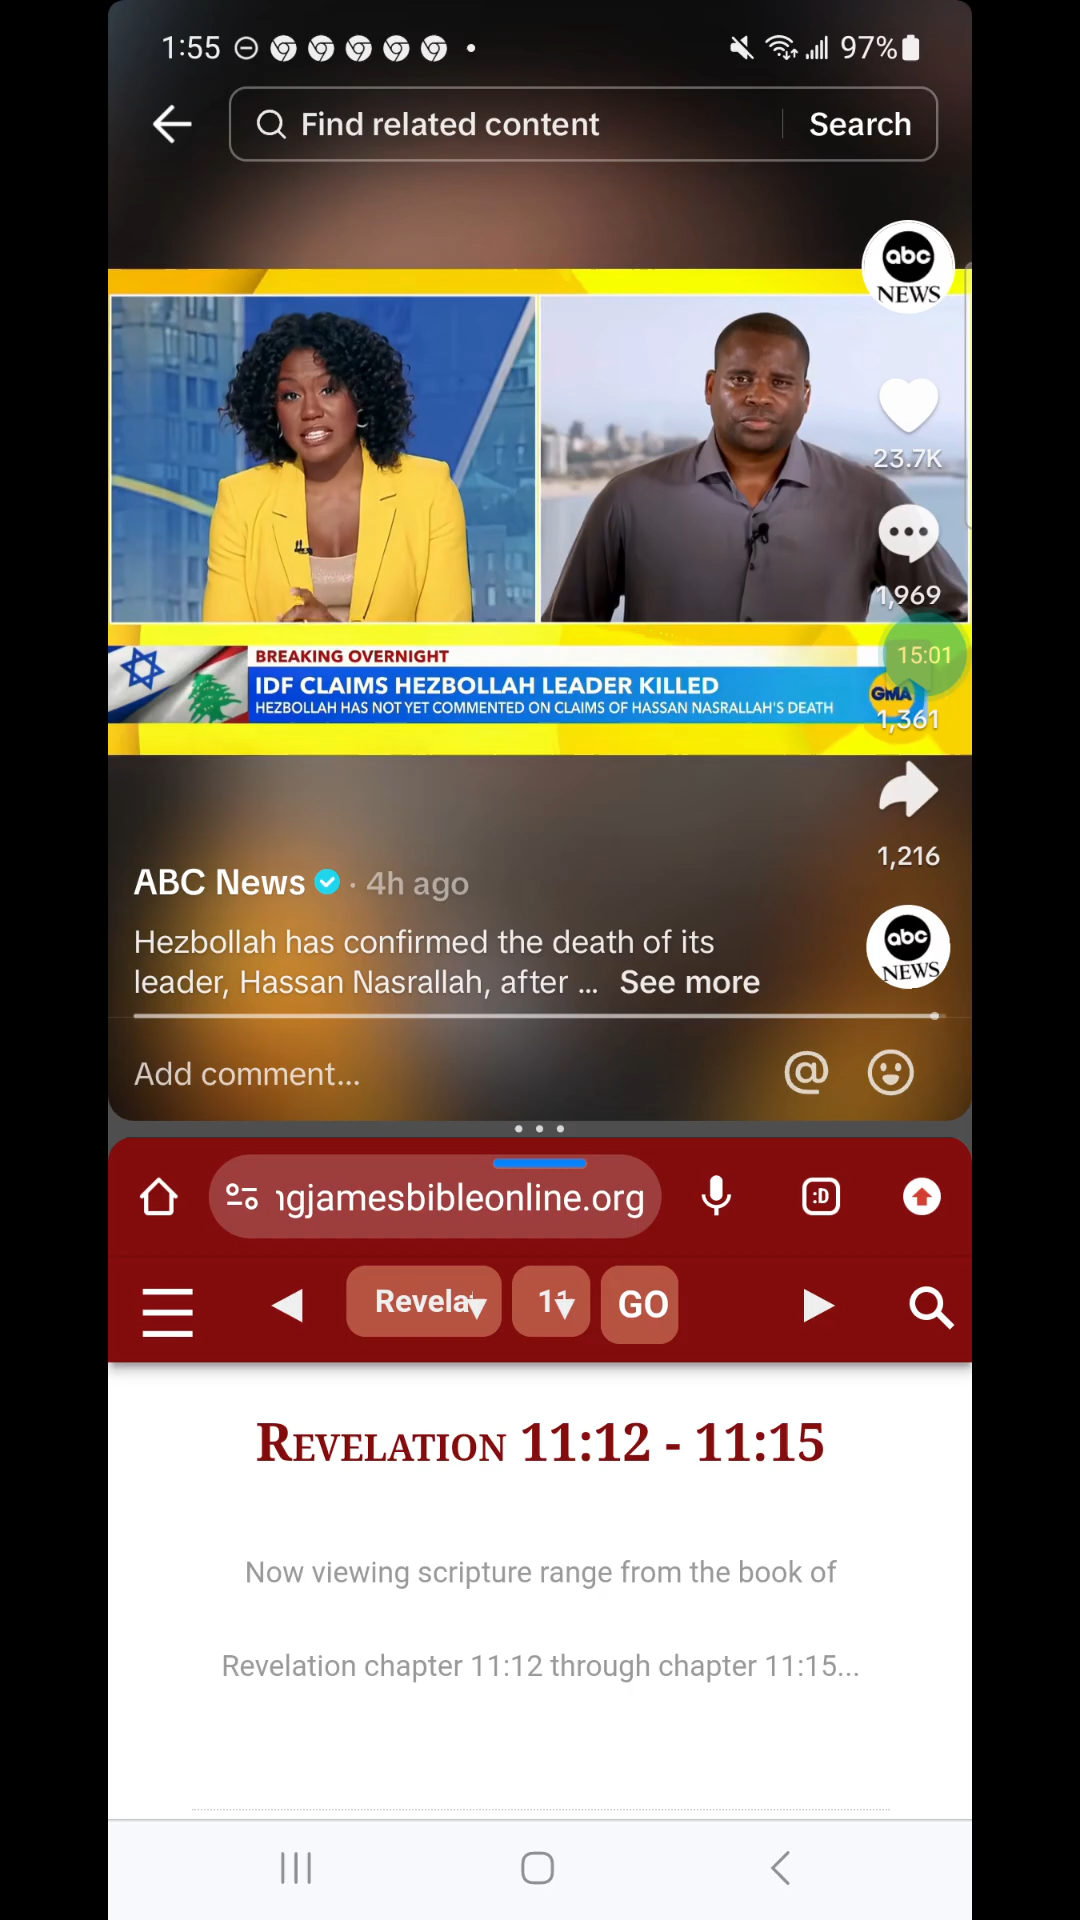 1:55
97%
Find related content
Search
abc
NEWS
23.7K
1,969
15:01
BREAKING OVERNIGHT
IDF CLAIMS HEZBOLLAH LEADER KILLED
HEZBOLLAH HAS NOT YET COMMENTED ON CLAIMS OF HASSAN NASRALLAH'S DEATH
GMA
1,361
1,216
ABC News · 4h ago
Hezbollah has confirmed the death of its
leader, Hassan Nasrallah, after ... See more
abc
NEWS
Add comment...
@
ngjamesbibleonline.org
:D
Revela
11
GO
REVELATION 11:12 - 11:15
Now viewing scripture range from the book of
Revelation chapter 11:12 through chapter 11:15...